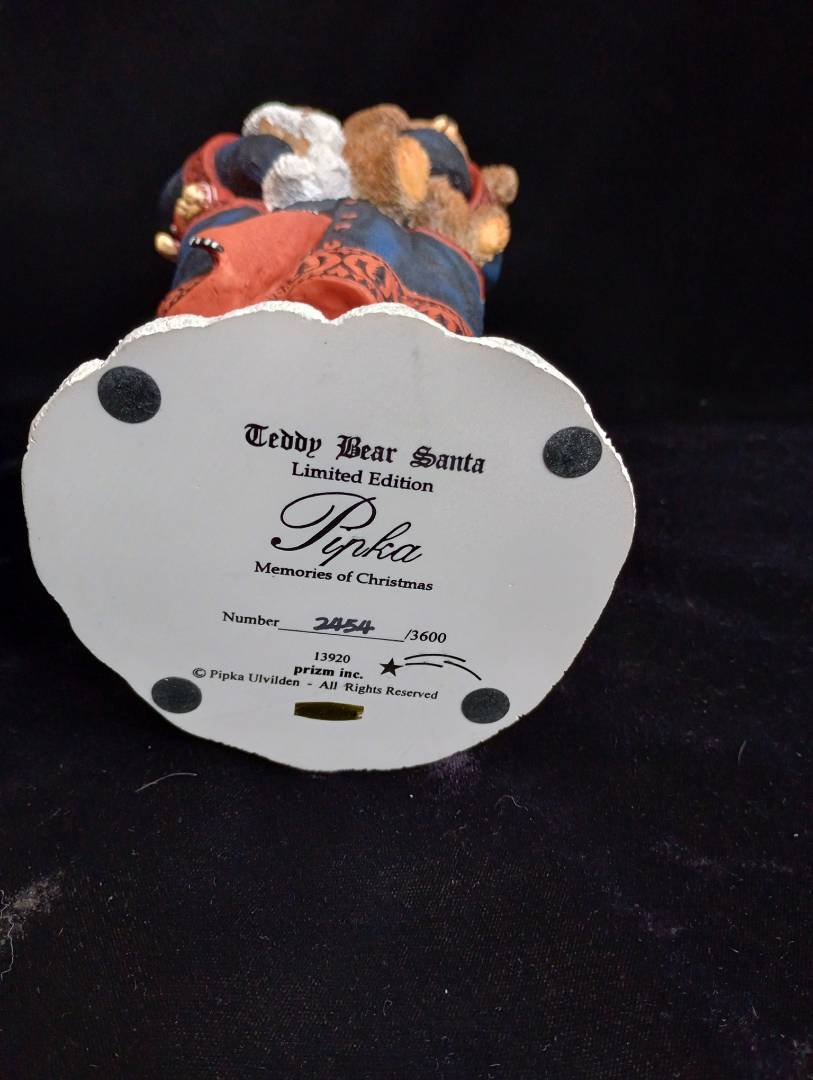 Teddy Bear Santa
Limited Edition
Pipka
Memories of Christmas
Number 2454 /3600
13920
prizm inc.
© Pipka Ulvilden - All Rights Reserved